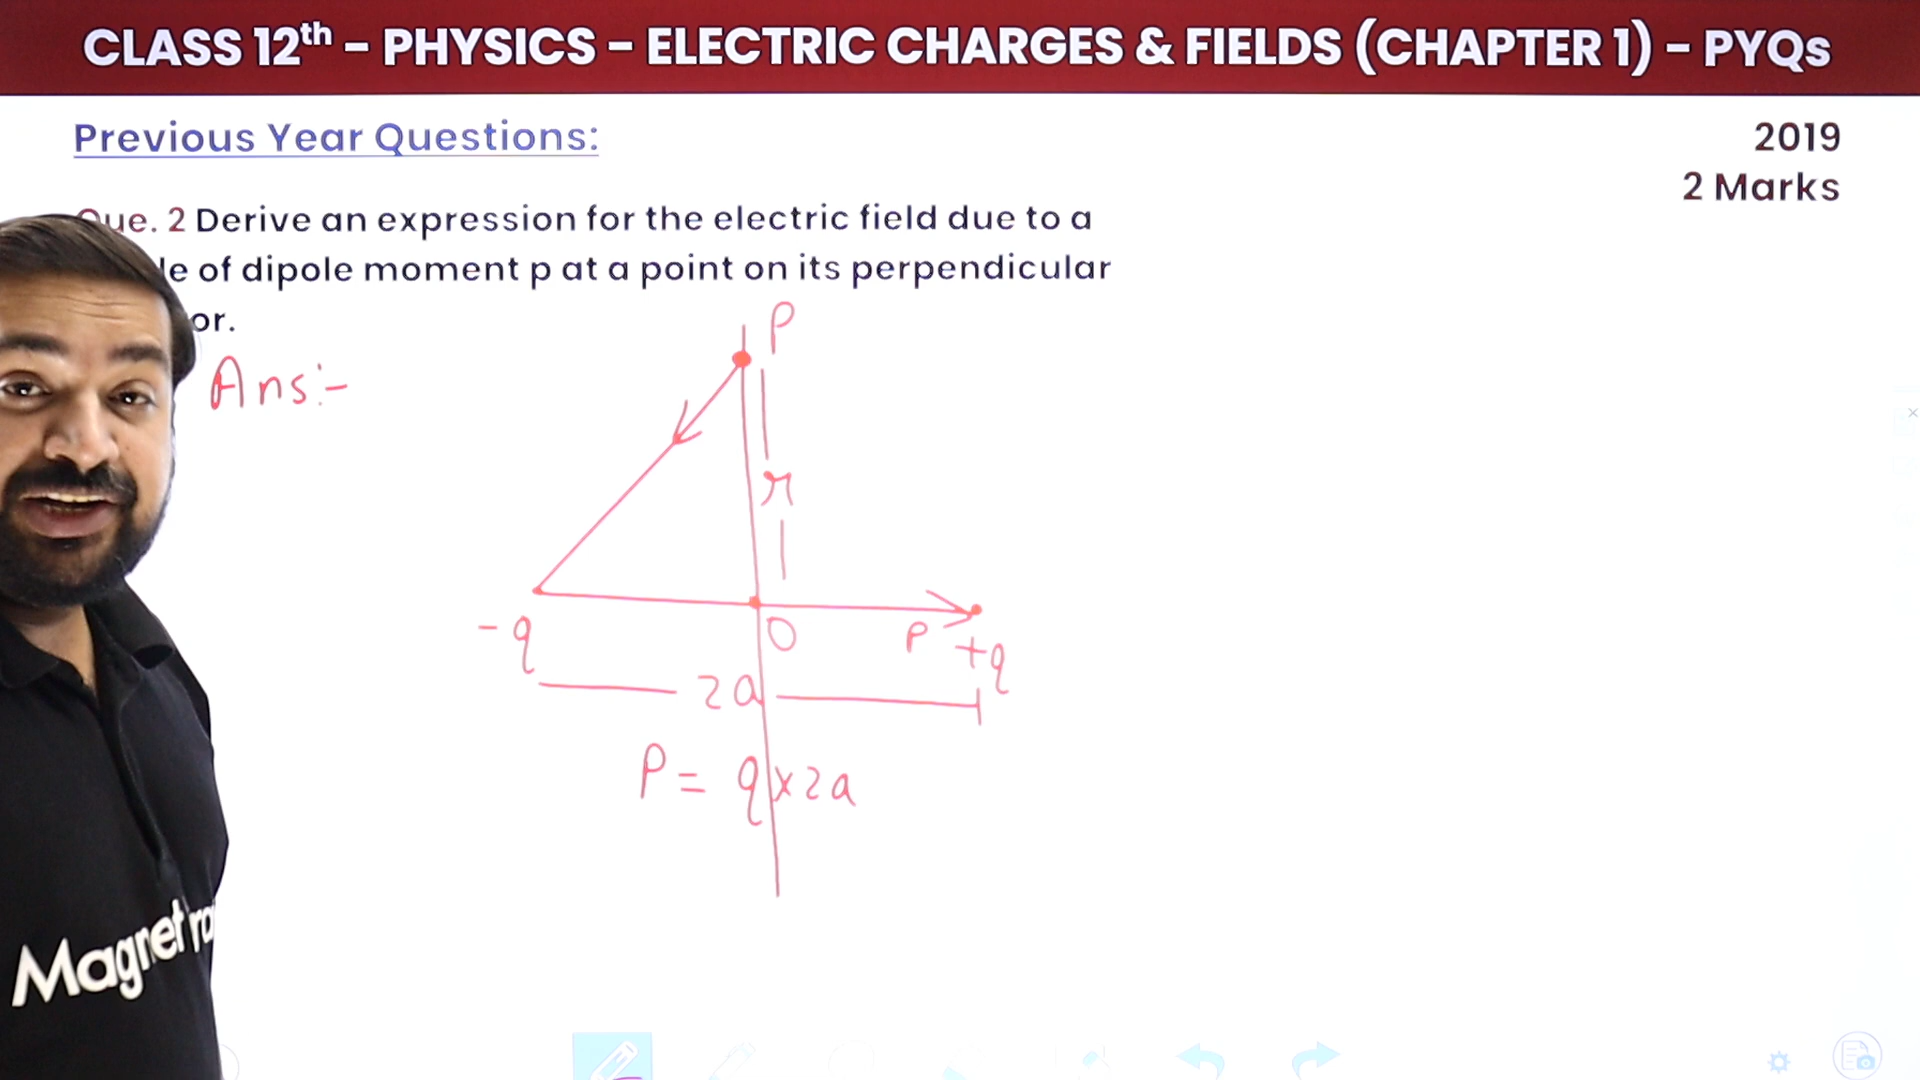 CLASS 12th – PHYSICS – ELECTRIC CHARGES & FIELDS (CHAPTER 1) – PYQs
Previous Year Questions:
2019
2 Marks
Que. 2 Derive an expression for the electric field due to a
le of dipole moment p at a point on its perpendicular
or.
Ans:-
P
r
-q
O
P
+q
2a
P = q×2a
Magnet